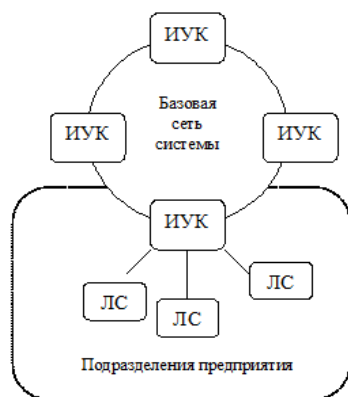 ИУК
Базовая
сеть
системы
ИУК
ИУК
ИУК
ЛС
ЛС
ЛС
Подразделения предприятия